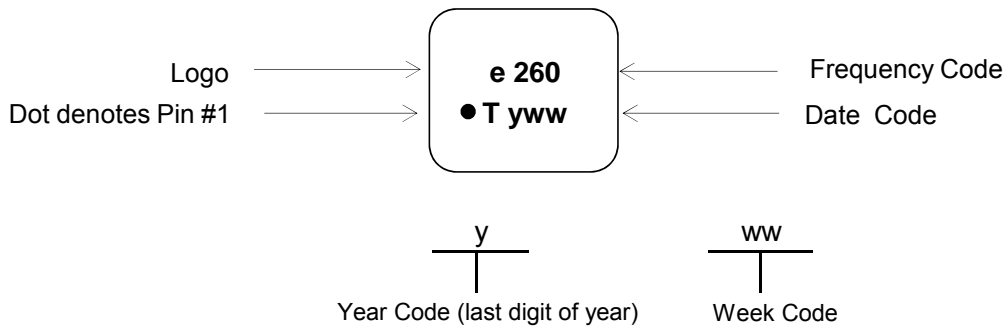 Logo
e 260
Frequency Code
Dot denotes Pin #1
●T yww
Date Code
y
ww
Year Code (last digit of year)
Week Code